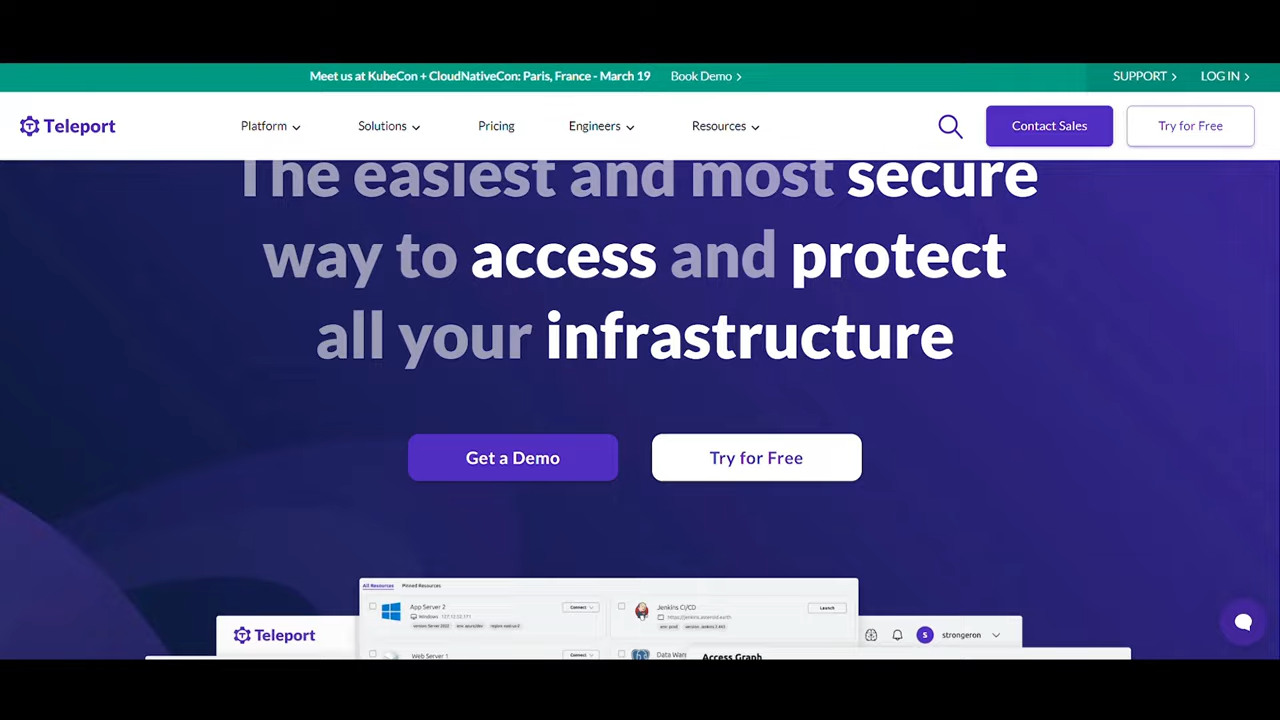 Meet us at KubeCon + CloudNativeCon: Paris, France - March 19 Book Demo SUPPORT LOG IN
Teleport Platform Solutions Pricing Engineers Resources Contact Sales Try for Free
The easiest and most secure
way to access and protect
all your infrastructure
Get a Demo Try for Free
All Resources Pinned Resources
App Server 2 Connect Jenkins CI/CD Launch
Windows
Teleport strongeron
Web Server 1 Connect Data War Access Graph